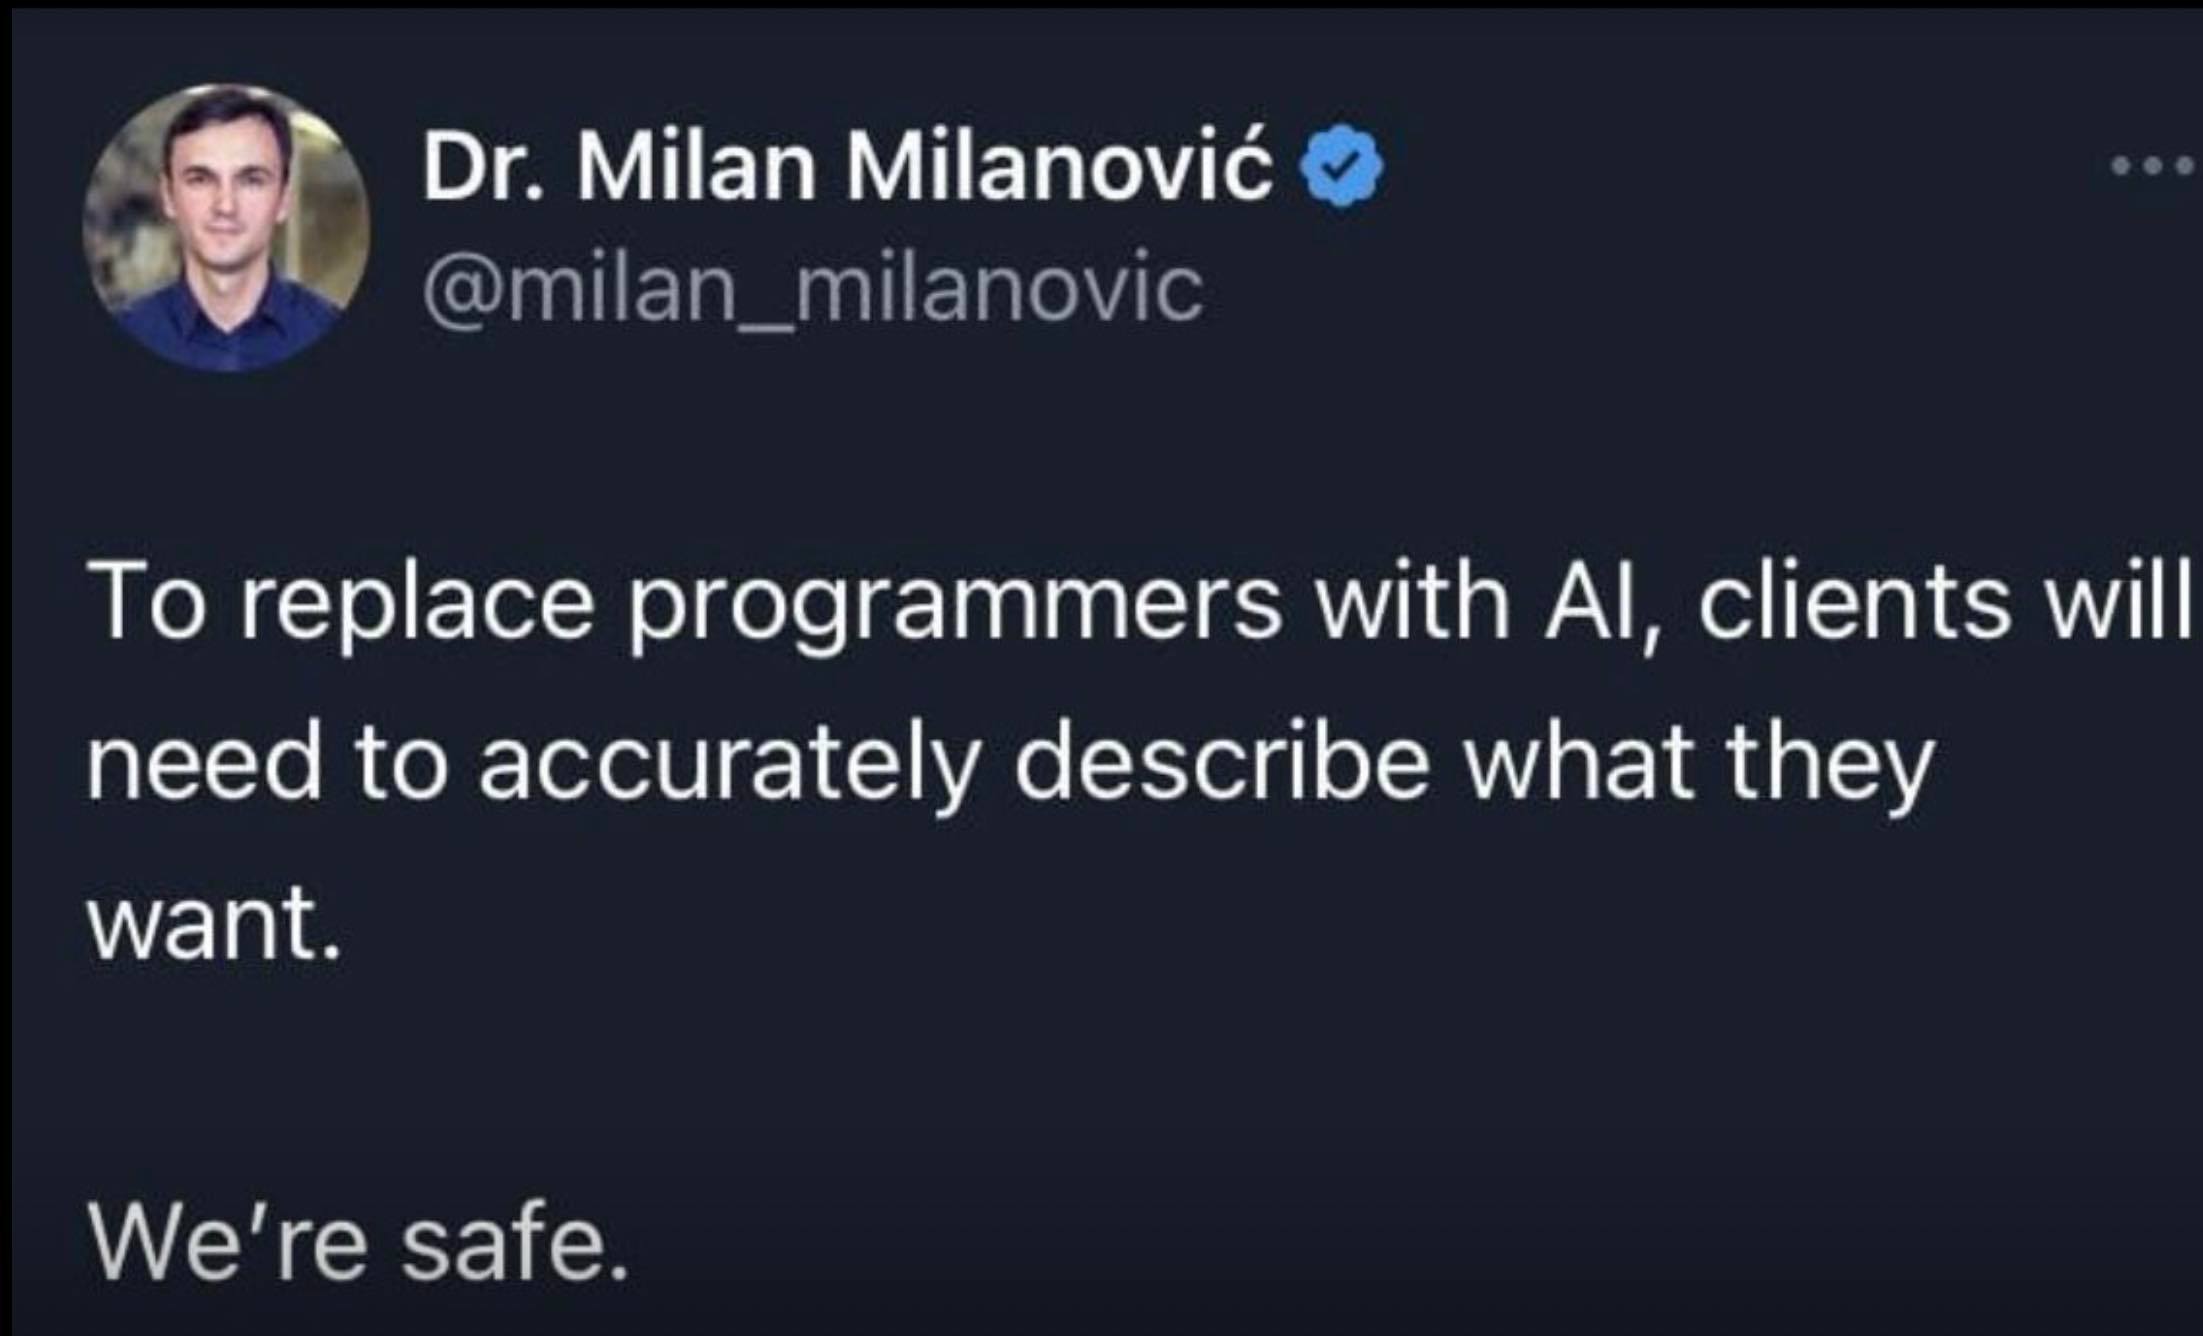 Dr. Milan Milanović
@milan_milanovic
To replace programmers with AI, clients will
need to accurately describe what they
want.
We’re safe.